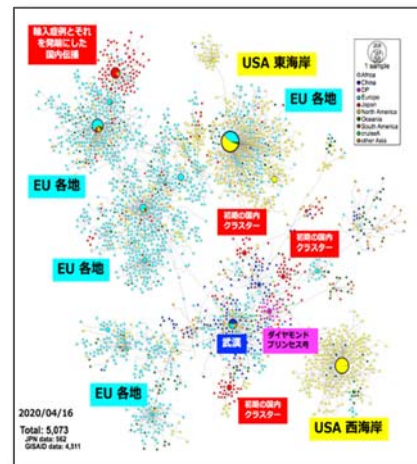 輸入症例とそれ
を発端にした
国内伝播
USA 東海岸
EU 各地
1 sample
Africa
China
DP
Europe
Japan
North America
Oceania
South America
cruiseA
other Asia
EU 各地
初期の国内
クラスター
初期の国内
クラスター
EU 各地
武漢
ダイヤモンド
プリンセス号
EU 各地
初期の国内
クラスター
USA 西海岸
2020/04/16
Total: 5,073
JPN data: 562
GISAID data: 4,511